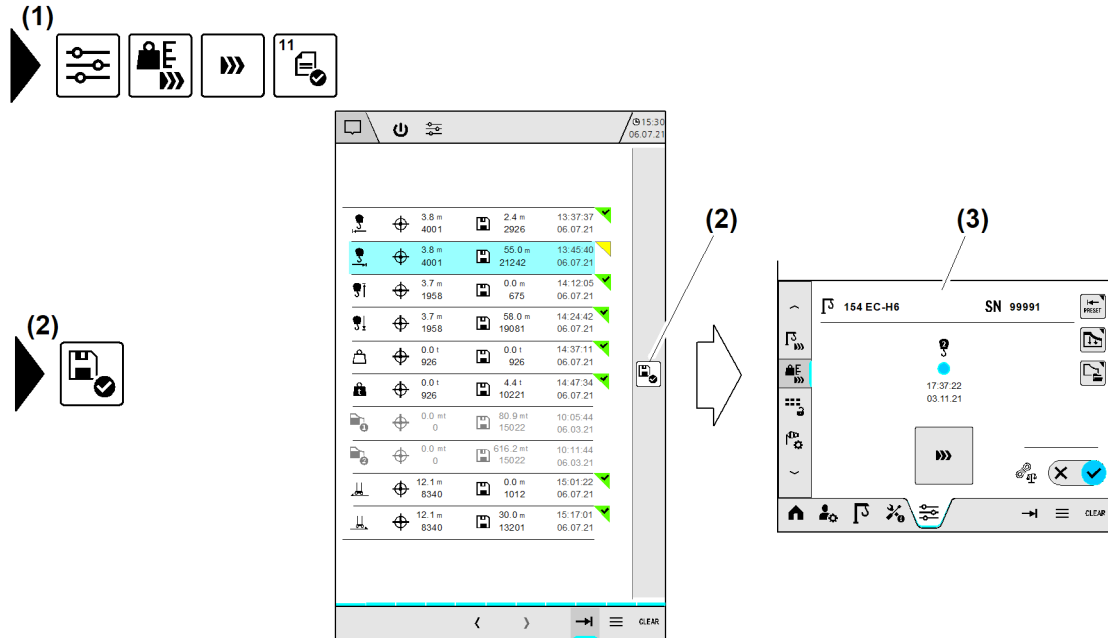 (1)
E
11
15:30
06.07.21
3.8 m 2.4 m 13:37:37
4001 2926 06.07.21
3.8 m 55.0 m 13:45:40
4001 21242 06.07.21
3.7 m 0.0 m 14:12:05
1958 675 06.07.21
3.7 m 58.0 m 14:24:42
1958 19081 06.07.21
0.0 t 0.0 t 14:37:11
926 926 06.07.21
t 0.0 t 4.4 t 14:47:34
926 10221 06.07.21
0.0 mt 80.9 mt 10:05:44
1 0 15022 06.03.21
0.0 mt 616.2 mt 10:11:44
2 0 15022 06.03.21
12.1 m 0.0 m 15:01:22
8340 1012 06.07.21
12.1 m 30.0 m 15:17:01
8340 13201 06.07.21
CLEAR
(2)
(2)
(3)
154 EC-H6 SN 99991
PRESET
E
2
17:37:22
03.11.21
CLEAR